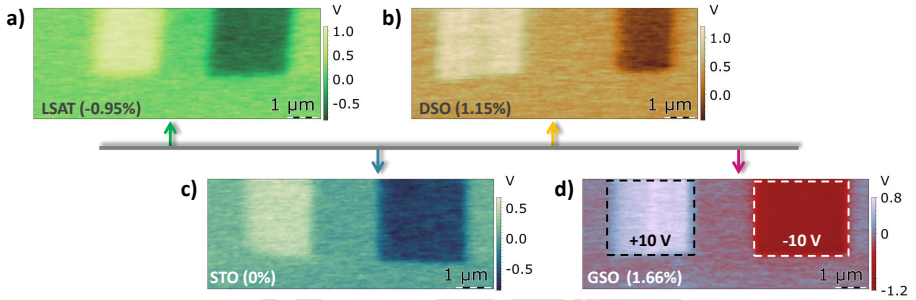 a)
V
1.0
0.5
0.0
-0.5
LSAT (-0.95%)
1 µm
b)
V
1.0
0.5
0.0
DSO (1.15%)
1 µm
c)
V
0.5
0.0
-0.5
STO (0%)
1 µm
d)
V
0.8
0
-1.2
+10 V
-10 V
GSO (1.66%)
1 µm